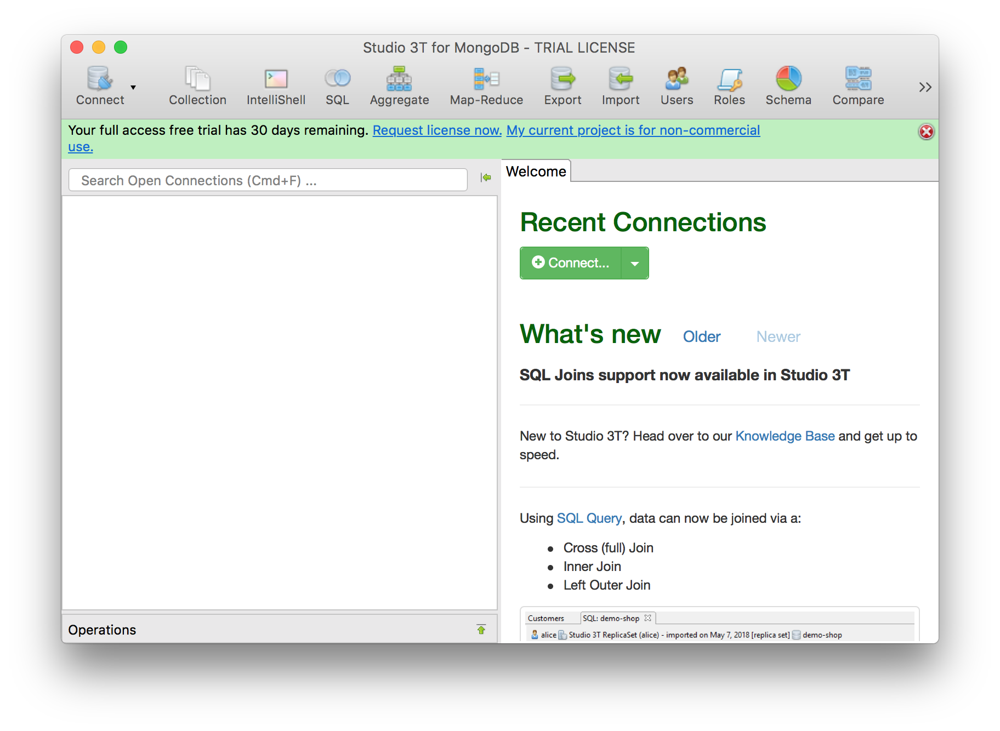 Studio 3T for MongoDB - TRIAL LICENSE
Connect Collection IntelliShell SQL Aggregate Map-Reduce Export Import Users Roles Schema Compare
Your full access free trial has 30 days remaining. Request license now. My current project is for non-commercial
use.
Search Open Connections (Cmd+F) ...
Welcome
Recent Connections
Connect...
What's new Older Newer
SQL Joins support now available in Studio 3T
New to Studio 3T? Head over to our Knowledge Base and get up to
speed.
Using SQL Query, data can now be joined via a:
Cross (full) Join
Inner Join
Left Outer Join
Customers SQL: demo-shop
alice Studio 3T ReplicaSet (alice) - imported on May 7, 2018 [replica set] demo-shop
Operations